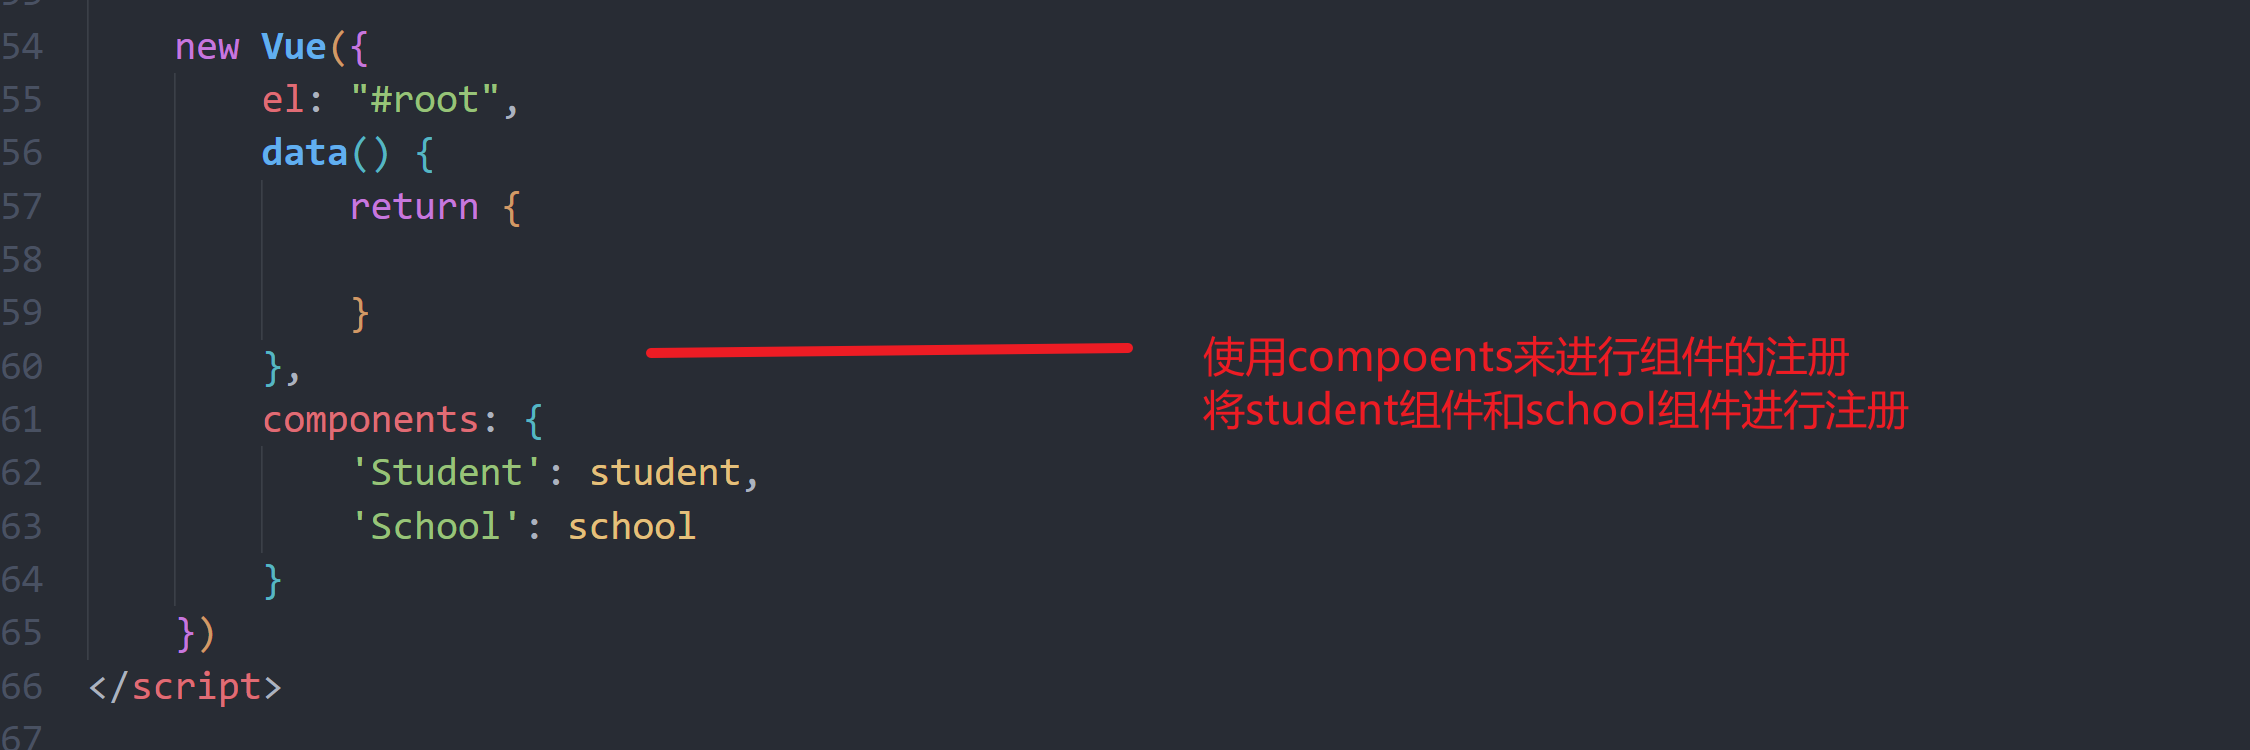 54 new Vue({
55 el: "#root",
56 data() {
57 return {
58
59 }
60 },
61 components: {
62 'Student': student,
63 'School': school
64 }
65 })
66 </script>
67
使用compoents来进行组件的注册
将student组件和school组件进行注册